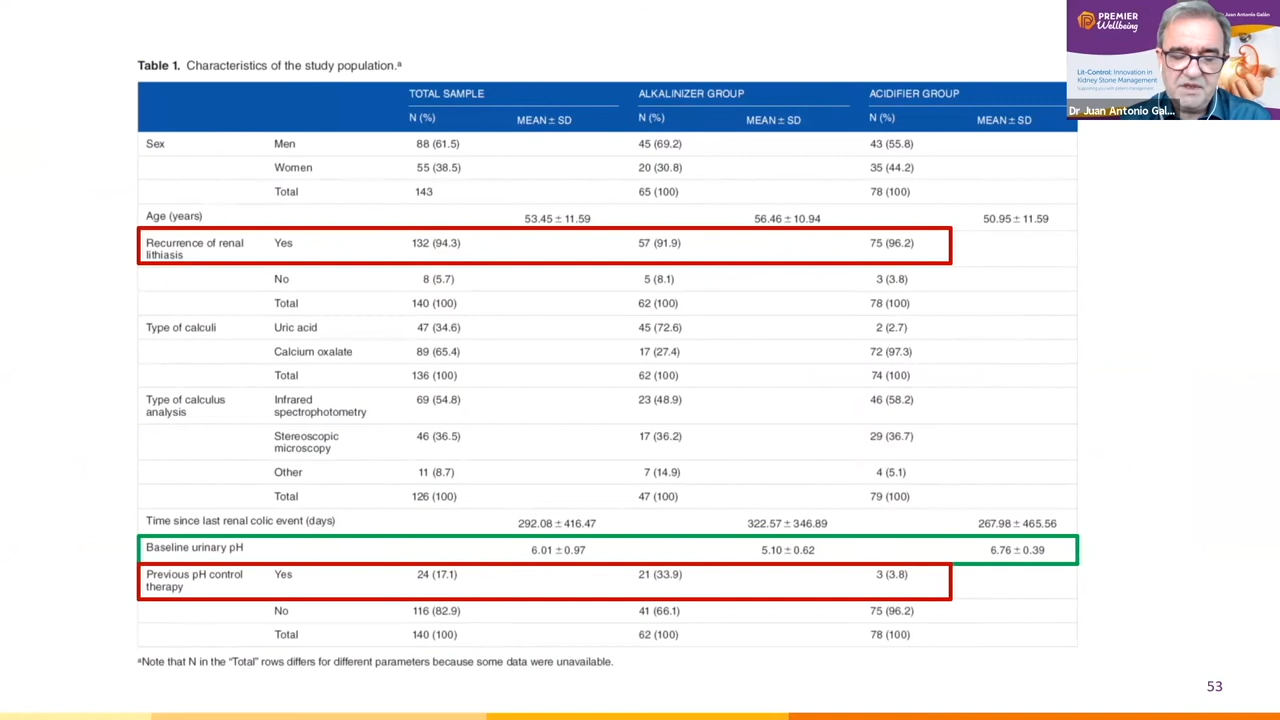 PREMIER
Wellbeing
Juan Antonio Galán
Lit-Control: Innovation in
Kidney Stone Management
Supporting you with patient management
Dr Juan Antonio Gal...
Table 1. Characteristics of the study population.ᵃ
TOTAL SAMPLE ALKALINIZER GROUP ACIDIFIER GROUP
N (%) MEAN ± SD N (%) MEAN ± SD N (%) MEAN ± SD
Sex Men 88 (61.5) 45 (69.2) 43 (55.8)
Women 55 (38.5) 20 (30.8) 35 (44.2)
Total 143 65 (100) 78 (100)
Age (years) 53.45 ± 11.59 56.46 ± 10.94 50.95 ± 11.59
Recurrence of renal Yes 132 (94.3) 57 (91.9) 75 (96.2)
lithiasis
No 8 (5.7) 5 (8.1) 3 (3.8)
Total 140 (100) 62 (100) 78 (100)
Type of calculi Uric acid 47 (34.6) 45 (72.6) 2 (2.7)
Calcium oxalate 89 (65.4) 17 (27.4) 72 (97.3)
Total 136 (100) 62 (100) 74 (100)
Type of calculus Infrared 69 (54.8) 23 (48.9) 46 (58.2)
analysis spectrophotometry
Stereoscopic 46 (36.5) 17 (36.2) 29 (36.7)
microscopy
Other 11 (8.7) 7 (14.9) 4 (5.1)
Total 126 (100) 47 (100) 79 (100)
Time since last renal colic event (days) 292.08 ± 416.47 322.57 ± 346.89 267.98 ± 465.56
Baseline urinary pH 6.01 ± 0.97 5.10 ± 0.62 6.76 ± 0.39
Previous pH control Yes 24 (17.1) 21 (33.9) 3 (3.8)
therapy
No 116 (82.9) 41 (66.1) 75 (96.2)
Total 140 (100) 62 (100) 78 (100)
ᵃNote that N in the “Total” rows differs for different parameters because some data were unavailable.
53